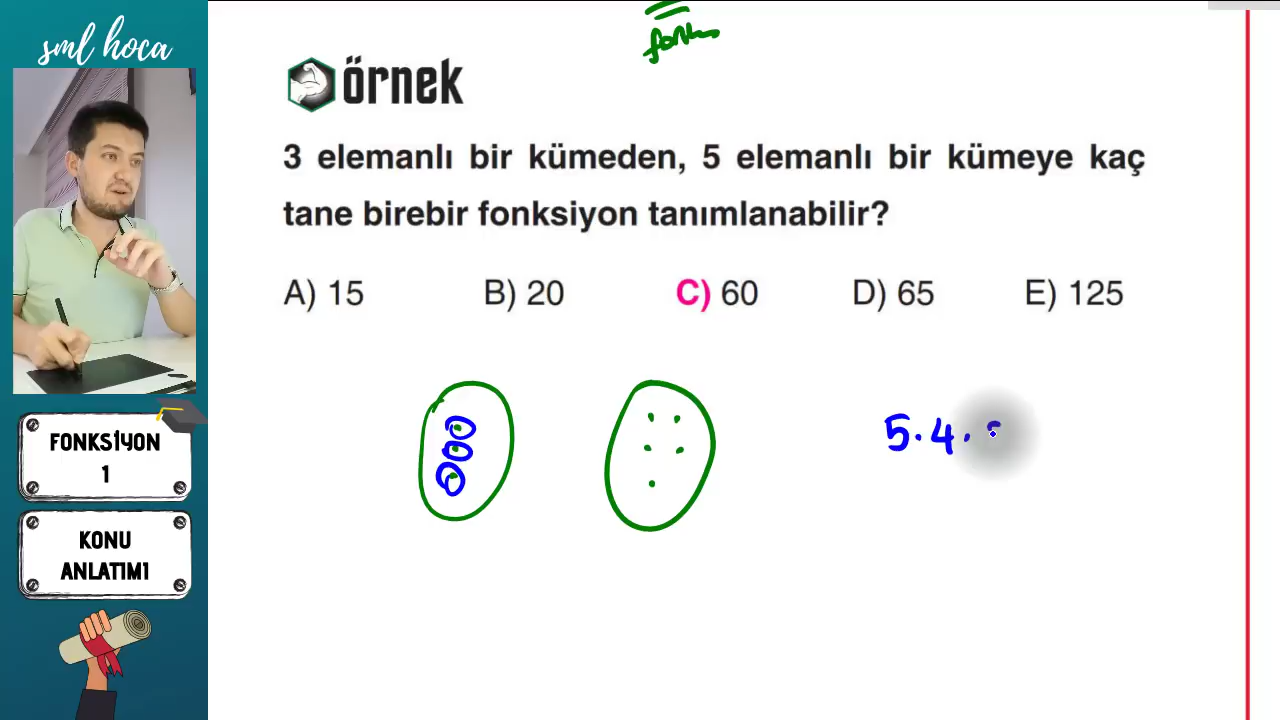 sml hoca
örnek
3 elemanlı bir kümeden, 5 elemanlı bir kümeye kaç
tane birebir fonksiyon tanımlanabilir?
A) 15 B) 20 C) 60 D) 65 E) 125
5.4.
FONKSİYON
1
KONU
ANLATIMI